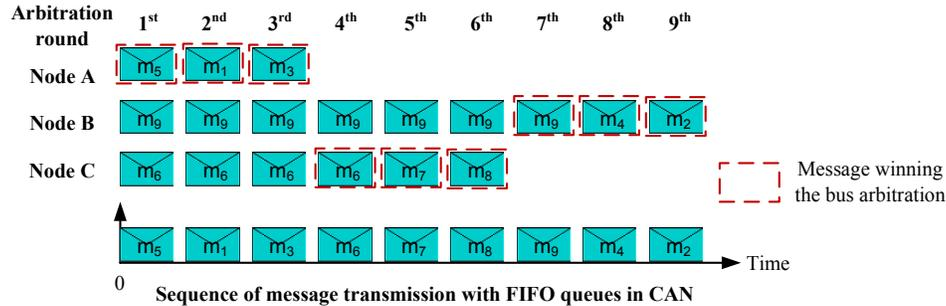 Arbitration round 1st 2nd 3rd 4th 5th 6th 7th 8th 9th
Node A m5 m1 m3
Node B m9 m9 m9 m9 m9 m9 m9 m4 m2
Node C m6 m6 m6 m6 m7 m8
Message winning
the bus arbitration
m5 m1 m3 m6 m7 m8 m9 m4 m2
Time
0
Sequence of message transmission with FIFO queues in CAN